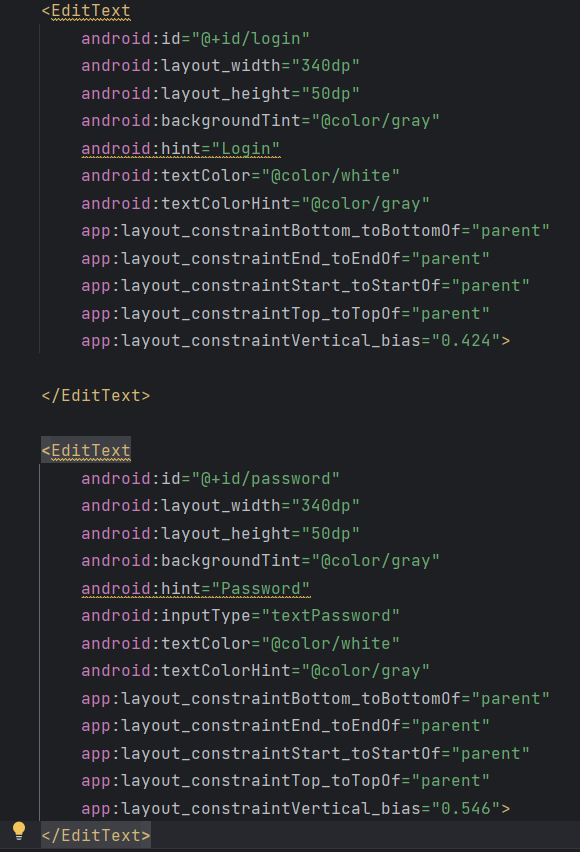 <EditText
android:id="@+id/login"
android:layout_width="340dp"
android:layout_height="50dp"
android:backgroundTint="@color/gray"
android:hint="Login"
android:textColor="@color/white"
android:textColorHint="@color/gray"
app:layout_constraintBottom_toBottomOf="parent"
app:layout_constraintEnd_toEndOf="parent"
app:layout_constraintStart_toStartOf="parent"
app:layout_constraintTop_toTopOf="parent"
app:layout_constraintVertical_bias="0.424">
</EditText>
<EditText
android:id="@+id/password"
android:layout_width="340dp"
android:layout_height="50dp"
android:backgroundTint="@color/gray"
android:hint="Password"
android:inputType="textPassword"
android:textColor="@color/white"
android:textColorHint="@color/gray"
app:layout_constraintBottom_toBottomOf="parent"
app:layout_constraintEnd_toEndOf="parent"
app:layout_constraintStart_toStartOf="parent"
app:layout_constraintTop_toTopOf="parent"
app:layout_constraintVertical_bias="0.546">
</EditText>